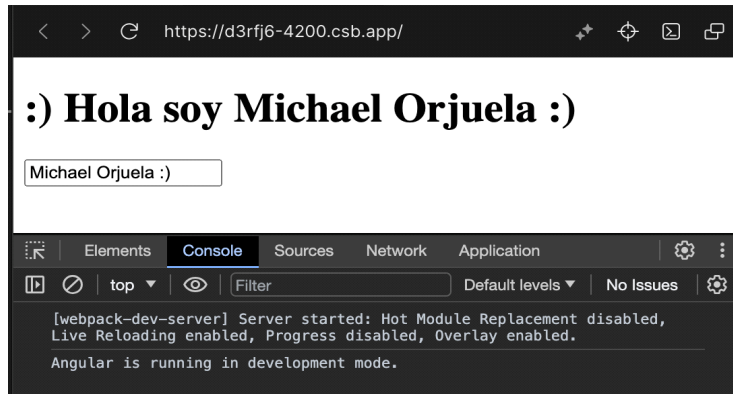 https://d3rfj6-4200.csb.app/
:) Hola soy Michael Orjuela :)
Michael Orjuela :)
Elements Console Sources Network Application
top Filter Default levels No Issues
[webpack-dev-server] Server started: Hot Module Replacement disabled,
Live Reloading enabled, Progress disabled, Overlay enabled.
Angular is running in development mode.